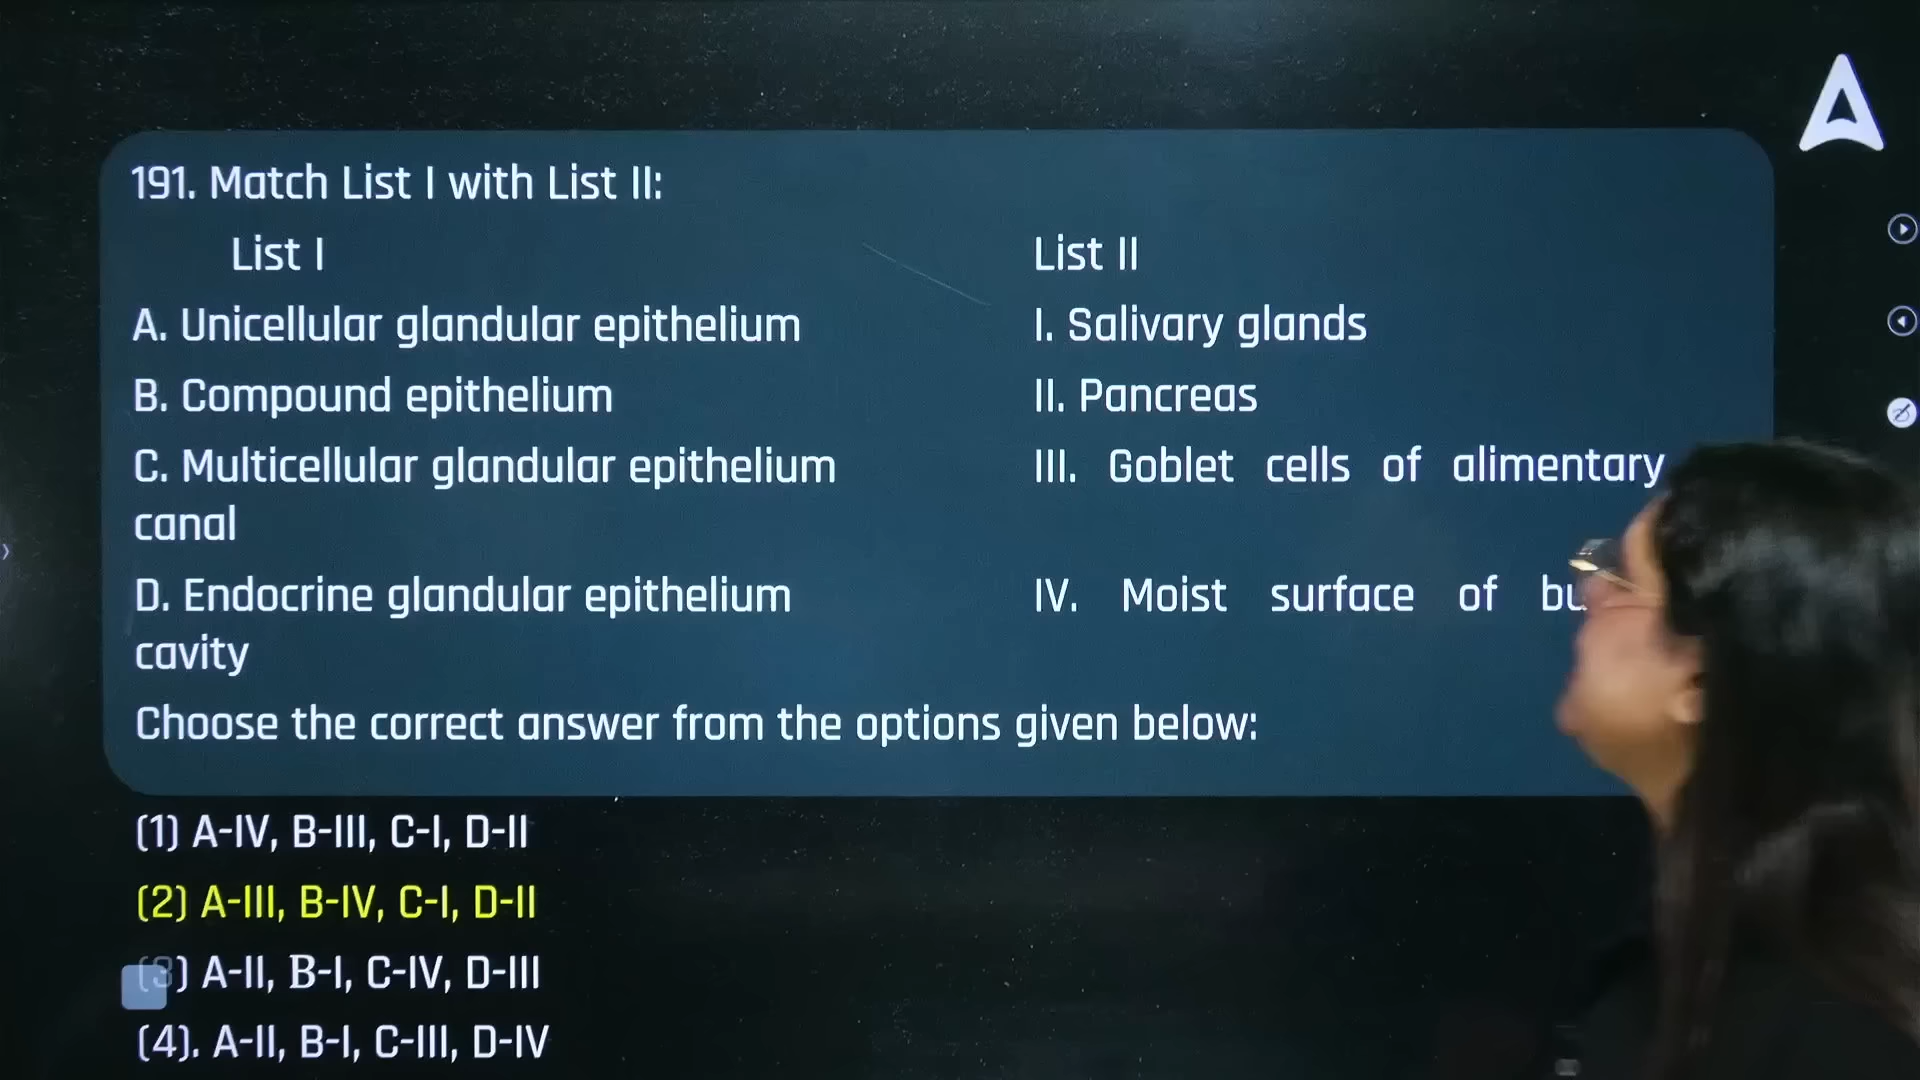 191. Match List I with List II:
List I List II
A. Unicellular glandular epithelium I. Salivary glands
B. Compound epithelium II. Pancreas
C. Multicellular glandular epithelium III. Goblet cells of alimentary
canal
D. Endocrine glandular epithelium IV. Moist surface of
cavity
Choose the correct answer from the options given below:
(1) A-IV, B-III, C-I, D-II
(2) A-III, B-IV, C-I, D-II
(3) A-II, B-I, C-IV, D-III
(4). A-II, B-I, C-III, D-IV